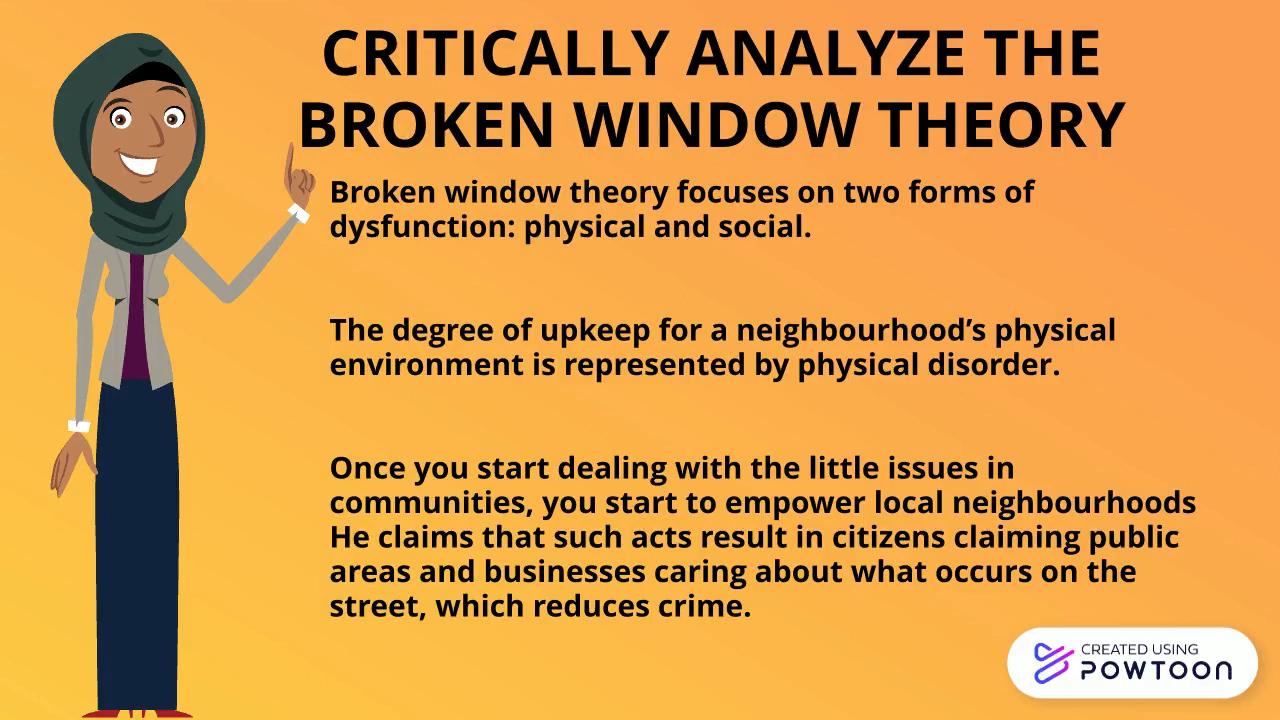 CRITICALLY ANALYZE THE
BROKEN WINDOW THEORY
Broken window theory focuses on two forms of
dysfunction: physical and social.
The degree of upkeep for a neighbourhood’s physical
environment is represented by physical disorder.
Once you start dealing with the little issues in
communities, you start to empower local neighbourhoods
He claims that such acts result in citizens claiming public
areas and businesses caring about what occurs on the
street, which reduces crime.
CREATED USING
POWTOON